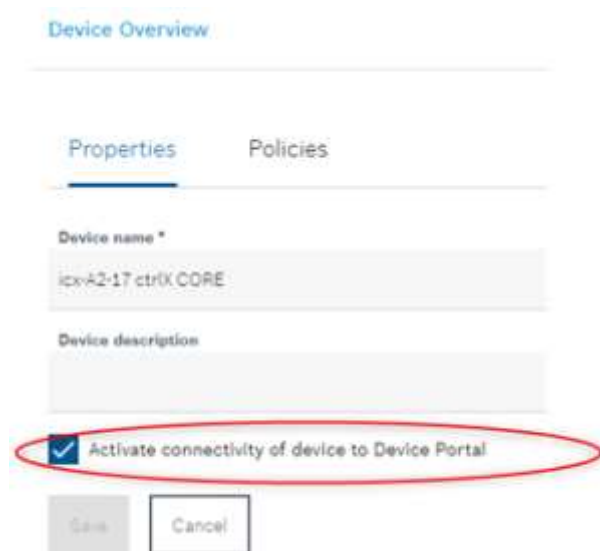 Device Overview
Properties Policies
Device name *
icx-A2-17 ctrlX CORE
Device description
Activate connectivity of device to Device Portal
Save Cancel